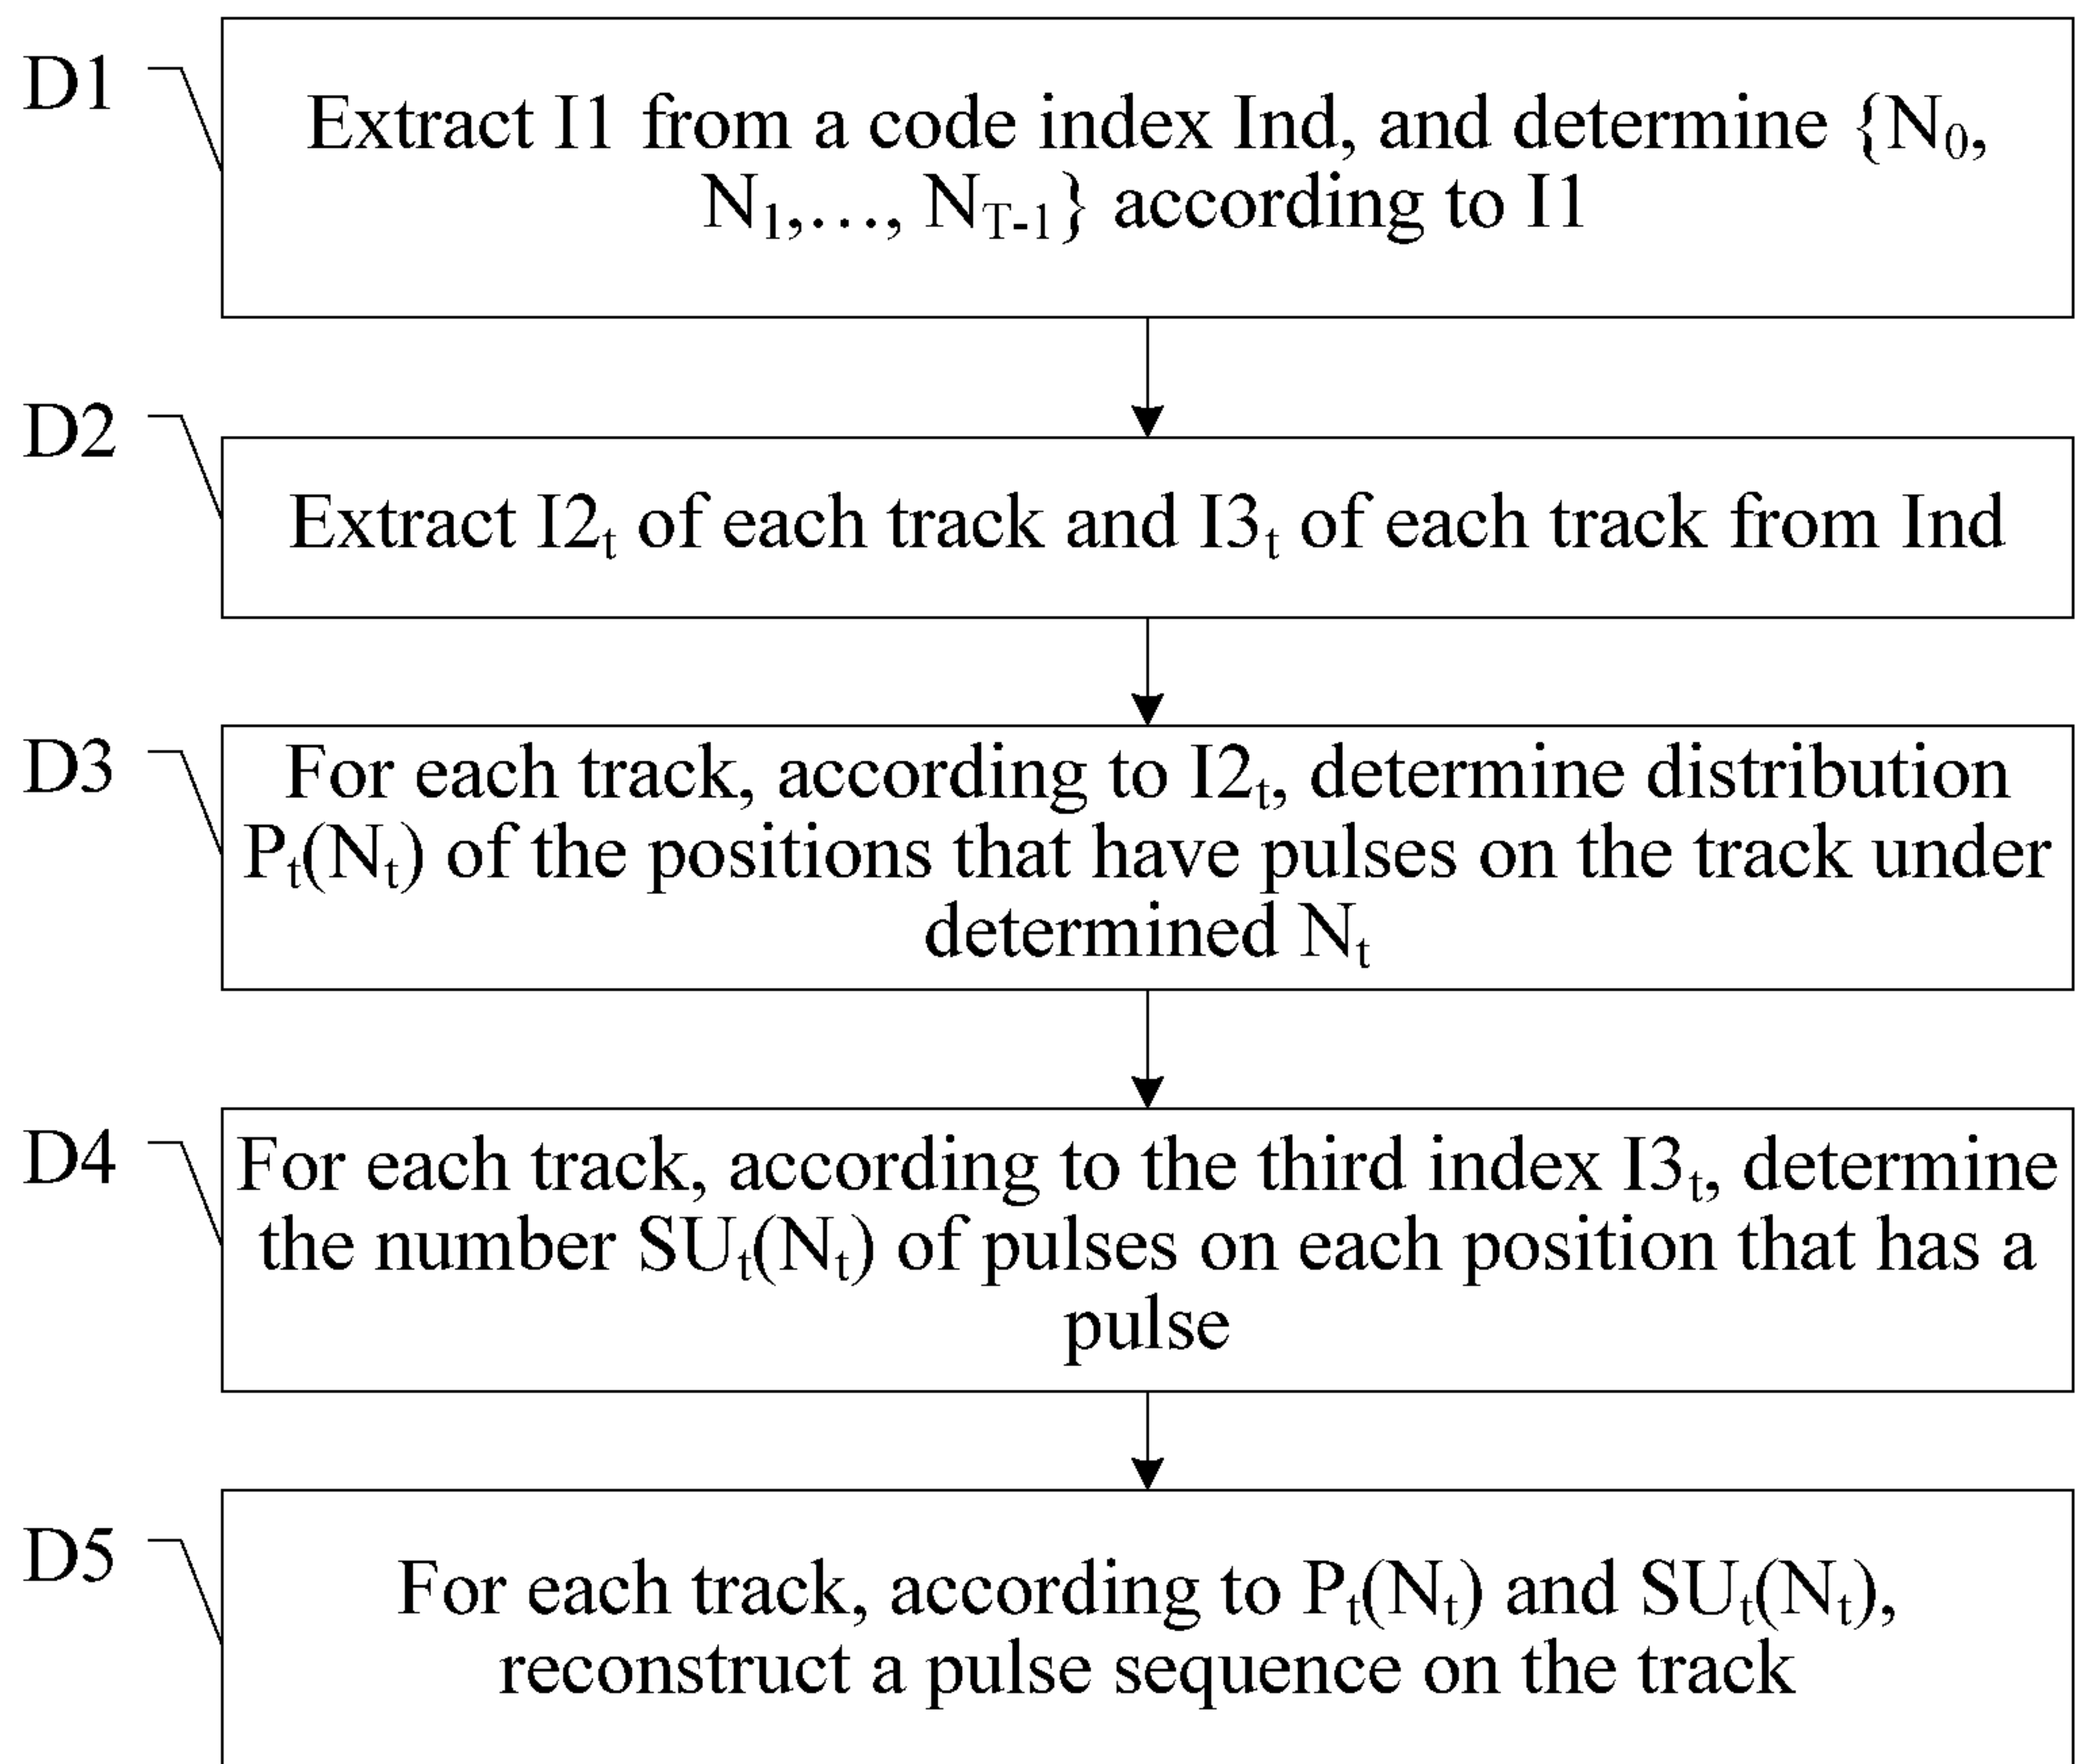 D1
Extract I1 from a code index Ind, and determine {N₀,
N₁,…, N_T-1} according to I1
D2
Extract I2ₜ of each track and I3ₜ of each track from Ind
D3
For each track, according to I2ₜ, determine distribution
Pₜ(Nₜ) of the positions that have pulses on the track under
determined Nₜ
D4
For each track, according to the third index I3ₜ, determine
the number SUₜ(Nₜ) of pulses on each position that has a
pulse
D5
For each track, according to Pₜ(Nₜ) and SUₜ(Nₜ),
reconstruct a pulse sequence on the track